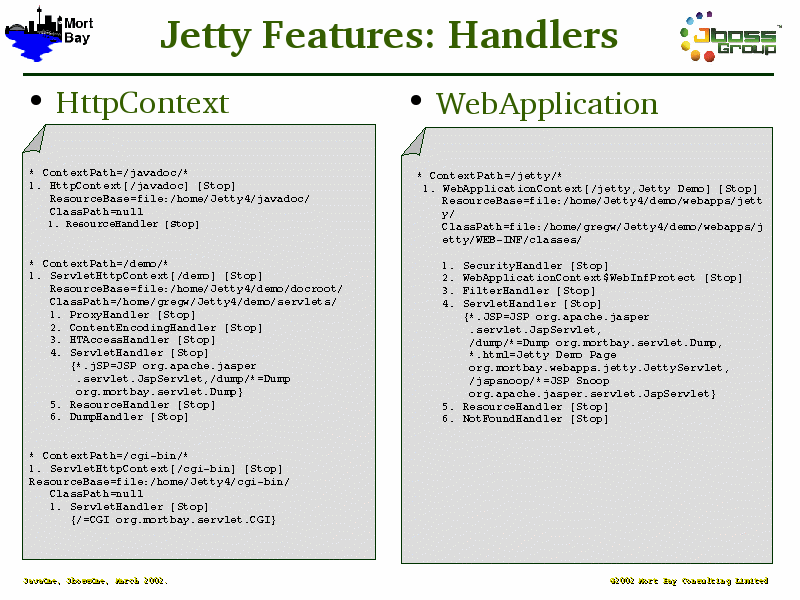 Mort
Bay
Jetty Features: Handlers
Jboss
Group
TM
• HttpContext
* ContextPath=/javadoc/*
1. HttpContext[/javadoc] [Stop]
ResourceBase=file:/home/Jetty4/javadoc/
ClassPath=null
1. ResourceHandler [Stop]
* ContextPath=/demo/*
1. ServletHttpContext[/demo] [Stop]
ResourceBase=file:/home/Jetty4/demo/docroot/
ClassPath=/home/gregw/Jetty4/demo/servlets/
1. ProxyHandler [Stop]
2. ContentEncodingHandler [Stop]
3. HTAccessHandler [Stop]
4. ServletHandler [Stop]
{*.jSP=JSP org.apache.jasper
.servlet.JspServlet,/dump/*=Dump
org.mortbay.servlet.Dump}
5. ResourceHandler [Stop]
6. DumpHandler [Stop]
* ContextPath=/cgi-bin/*
1. ServletHttpContext[/cgi-bin] [Stop]
ResourceBase=file:/home/Jetty4/cgi-bin/
ClassPath=null
1. ServletHandler [Stop]
{/=CGI org.mortbay.servlet.CGI}
• WebApplication
* ContextPath=/jetty/*
1. WebApplicationContext[/jetty,Jetty Demo] [Stop]
ResourceBase=file:/home/Jetty4/demo/webapps/jett
y/
ClassPath=file:/home/gregw/Jetty4/demo/webapps/j
etty/WEB-INF/classes/
1. SecurityHandler [Stop]
2. WebApplicationContext$WebInfProtect [Stop]
3. FilterHandler [Stop]
4. ServletHandler [Stop]
{*.JSP=JSP org.apache.jasper
.servlet.JspServlet,
/dump/*=Dump org.mortbay.servlet.Dump,
*.html=Jetty Demo Page
org.mortbay.webapps.jetty.JettyServlet,
/jspsnoop/*=JSP Snoop
org.apache.jasper.servlet.JspServlet}
5. ResourceHandler [Stop]
6. NotFoundHandler [Stop]
JavaOne, JbossOne, March 2002.
©2002 Mort Bay Consulting Limited